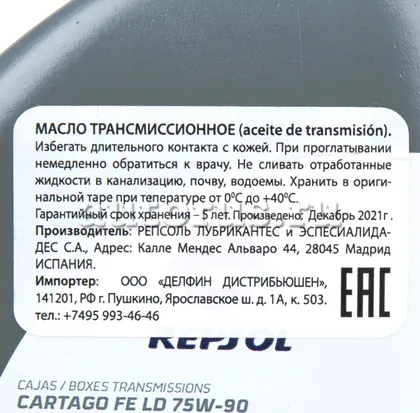 МАСЛО ТРАНСМИССИОННОЕ (aceite de transmisión).
Избегать длительного контакта с кожей. При проглатывании
немедленно обратиться к врачу. Не сливать отработанные
жидкости в канализацию, почву, водоемы. Хранить в ориги-
нальной таре при тепературе от 0⁰С до +40⁰С.
Гарантийный срок хранения – 5 лет. Произведено: Декабрь 2021г.
Производитель: РЕПСОЛЬ ЛУБРИКАНТЕС И ЭСПЕСИАЛИДА-
ДЕС С.А., Адрес: Калле Мендес Альваро 44, 28045 Мадрид
ИСПАНИЯ.
Импортер: ООО «ДЕЛФИН ДИСТРИБЬЮШЕН»,
141201, РФ г. Пушкино, Ярославское ш. д. 1А, к. 503.
тел.: +7495 993-46-46
EAC
REPSOL
CAJAS / BOXES TRANSMISSIONS
CARTAGO FE LD 75W-90